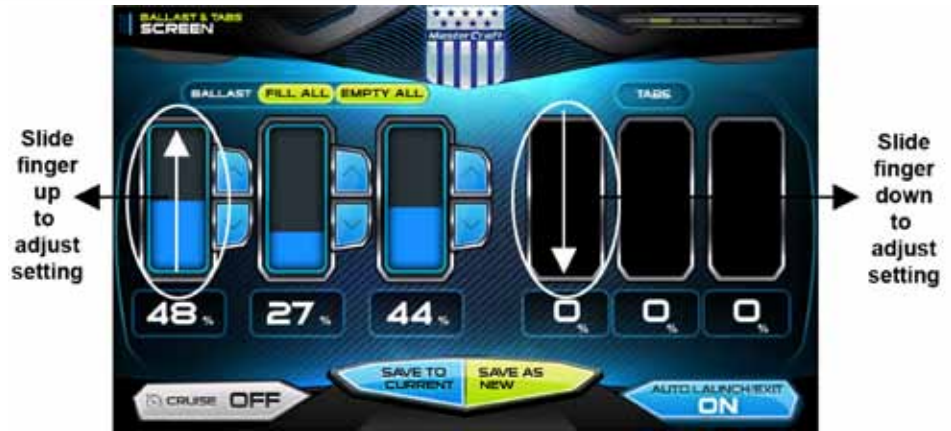 BALLAST & TABS
SCREEN
MasterCraft
BALLAST FILL ALL EMPTY ALL
TABS
Slide
finger
up
to
adjust
setting
Slide
finger
down
to
adjust
setting
48 %
27 %
44 %
0 %
0 %
0 %
SAVE TO
CURRENT
SAVE AS
NEW
CRUISE OFF
AUTO LAUNCH/EXIT
ON